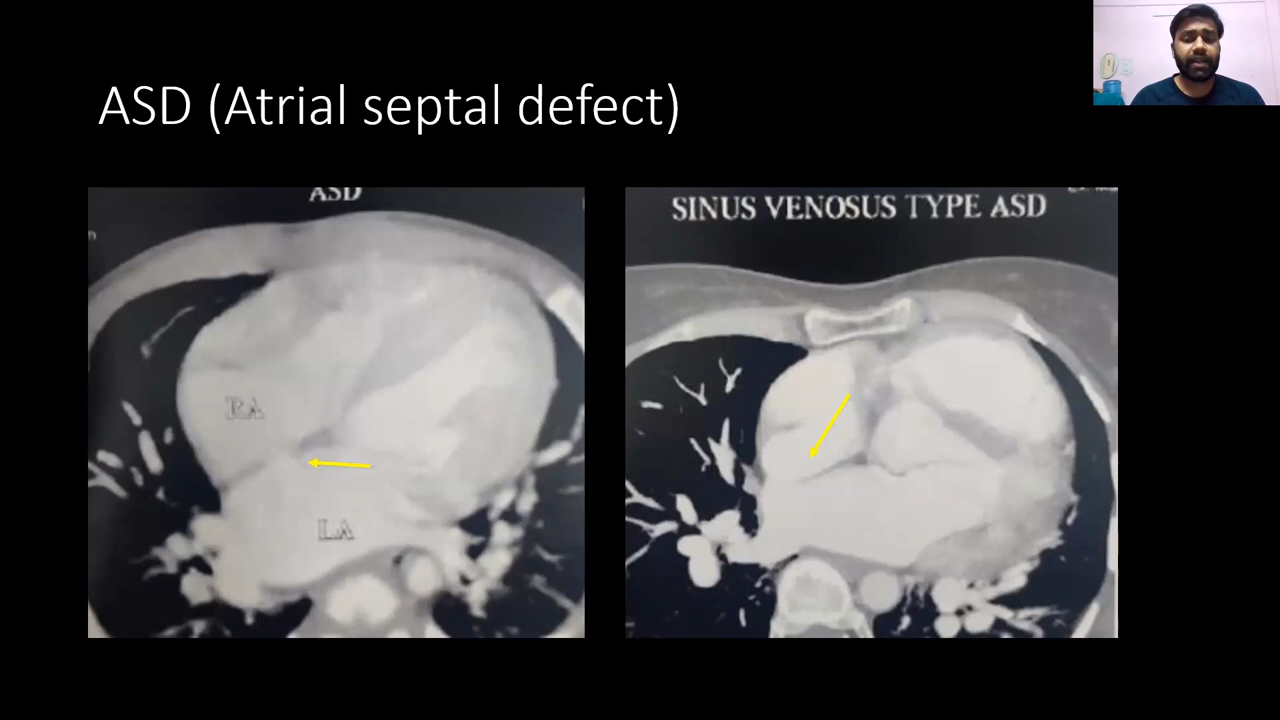 ASD (Atrial septal defect)
ASD
RA
LA
SINUS VENOSUS TYPE ASD